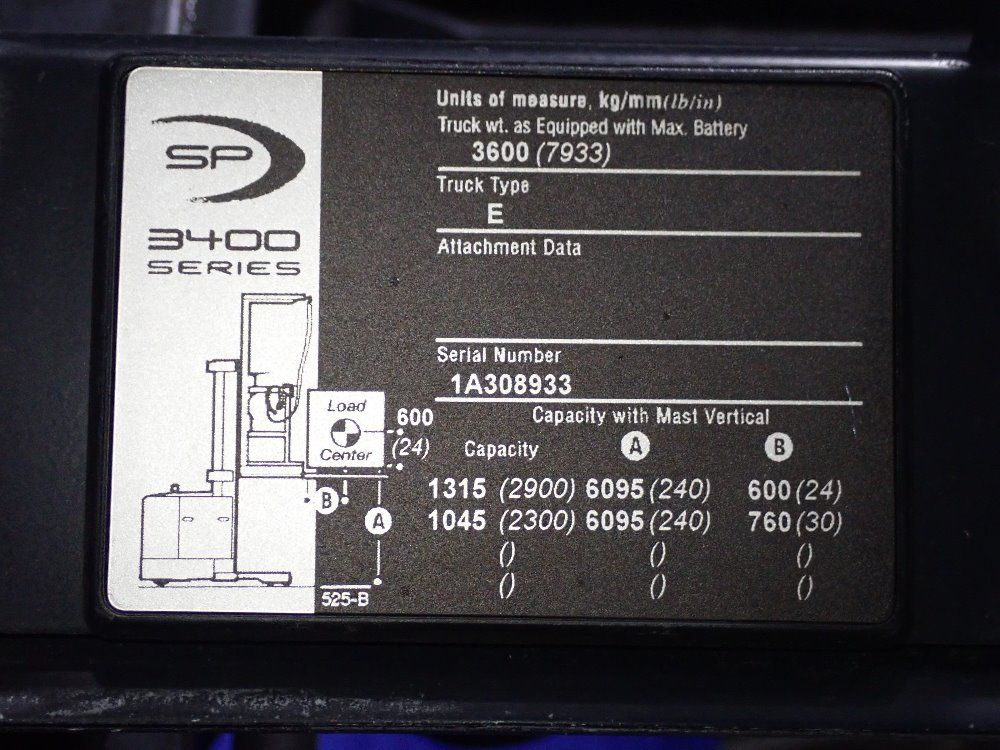 SP
3400
SERIES
Load
Center
600
(24)
B
A
525-B
Units of measure, kg/mm(lb/in)
Truck wt. as Equipped with Max. Battery
3600 (7933)
Truck Type
E
Attachment Data
Serial Number
1A308933
Capacity with Mast Vertical
Capacity A B
1315 (2900) 6095 (240) 600 (24)
1045 (2300) 6095 (240) 760 (30)
() () ()
() () ()